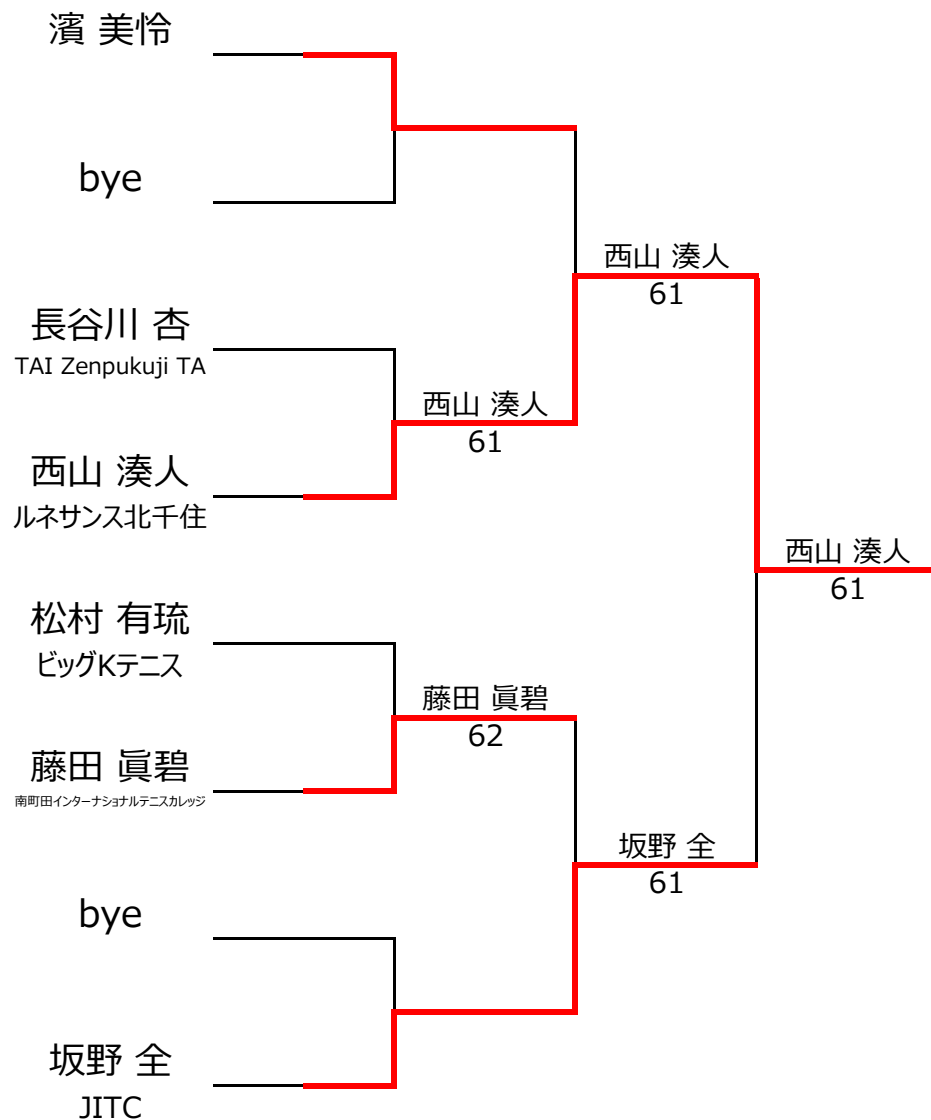 濱 美怜
bye
長谷川 杏
TAI Zenpukuji TA
西山 湊人
ルネサンス北千住
松村 有琉
ビッグKテニス
藤田 眞碧
南町田インターナショナルテニスカレッジ
bye
坂野 全
JITC
西山 湊人
61
藤田 眞碧
62
西山 湊人
61
坂野 全
61
西山 湊人
61